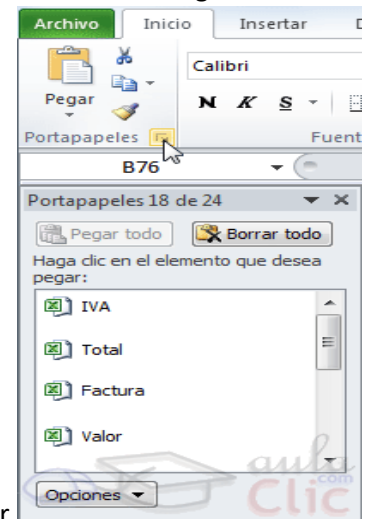 Archivo Inicio Insertar
Calibri
Pegar
N K S
Portapapeles Fuent
B76
Portapapeles 18 de 24
Pegar todo Borrar todo
Haga clic en el elemento que desea
pegar:
IVA
Total
Factura
Valor
aula
Clic
.com
Opciones
r